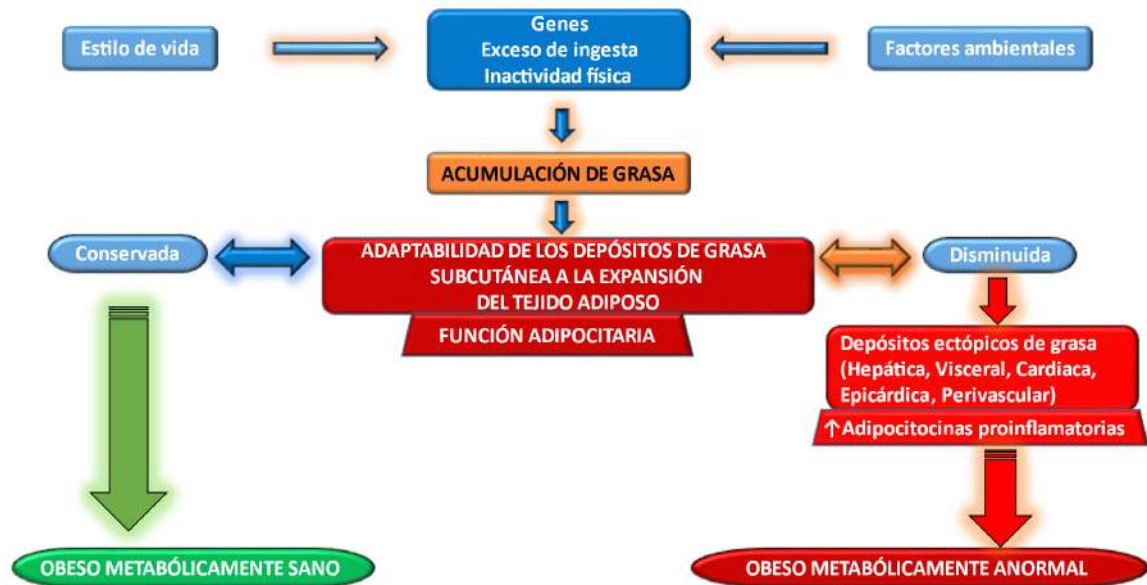 Estilo de vida
Genes
Exceso de ingesta
Inactividad física
Factores ambientales
ACUMULACIÓN DE GRASA
Conservada
ADAPTABILIDAD DE LOS DEPÓSITOS DE GRASA
SUBCUTÁNEA A LA EXPANSIÓN
DEL TEJIDO ADIPOSO
FUNCIÓN ADIPOCITARIA
Disminuida
Depósitos ectópicos de grasa
(Hepática, Visceral, Cardiaca,
Epicárdica, Perivascular)
↑Adipocitocinas proinflamatorias
OBESO METABÓLICAMENTE SANO
OBESO METABÓLICAMENTE ANORMAL